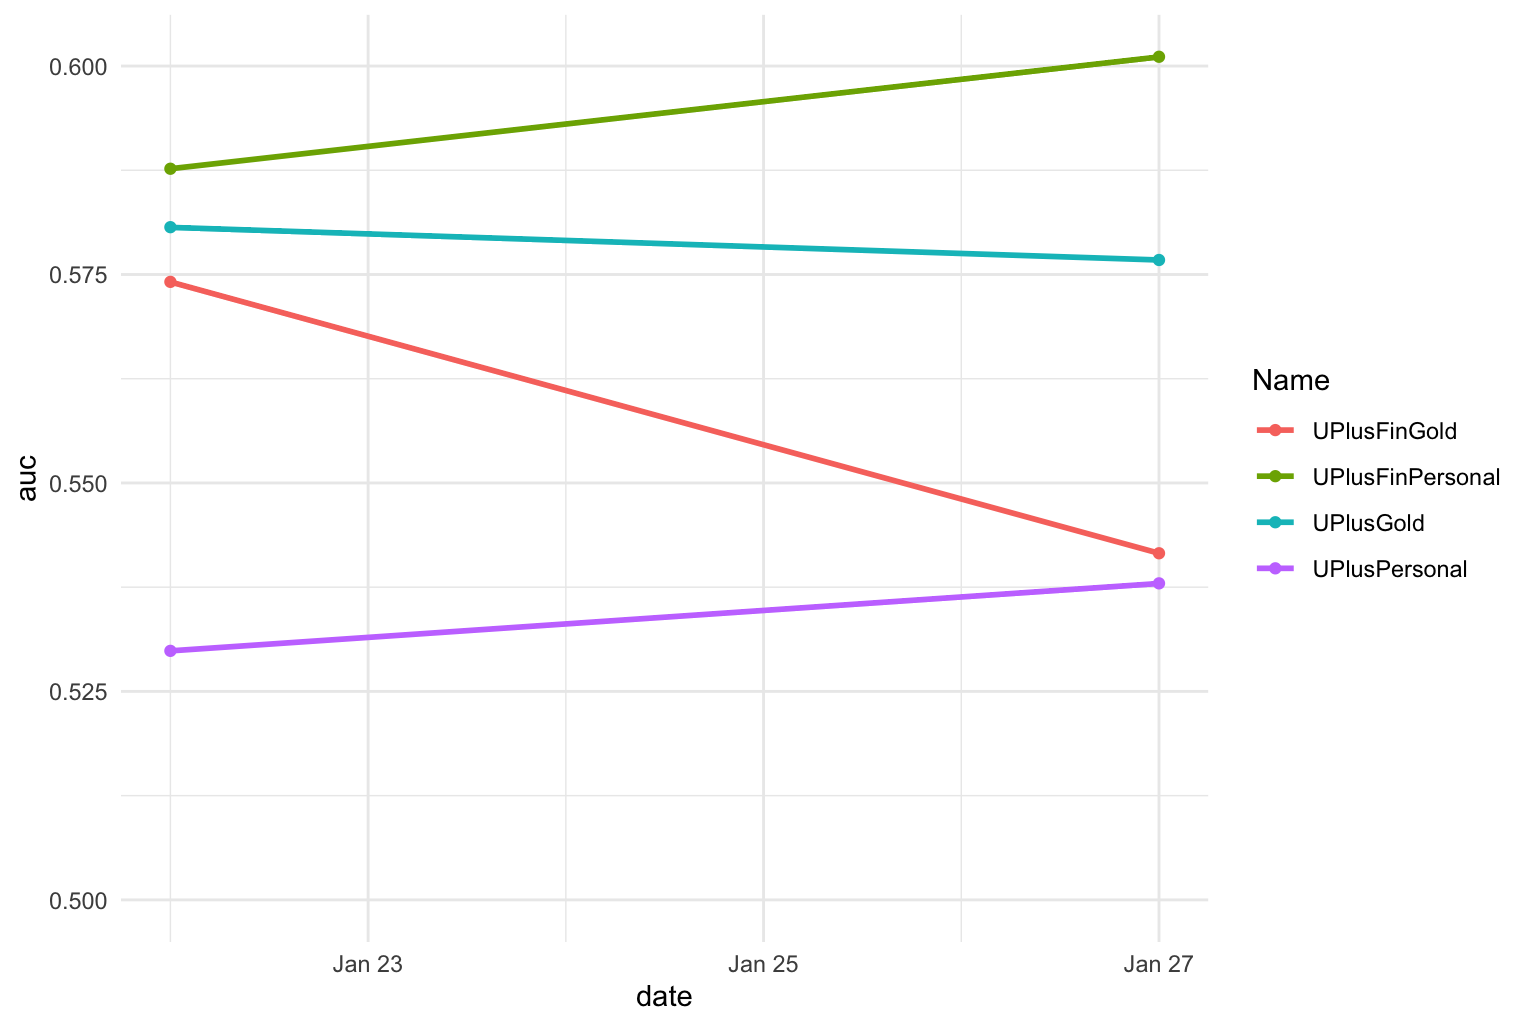 0.600
0.575
0.550
0.525
0.500
auc
Jan 23
Jan 25
Jan 27
date
Name
UPlusFinGold
UPlusFinPersonal
UPlusGold
UPlusPersonal